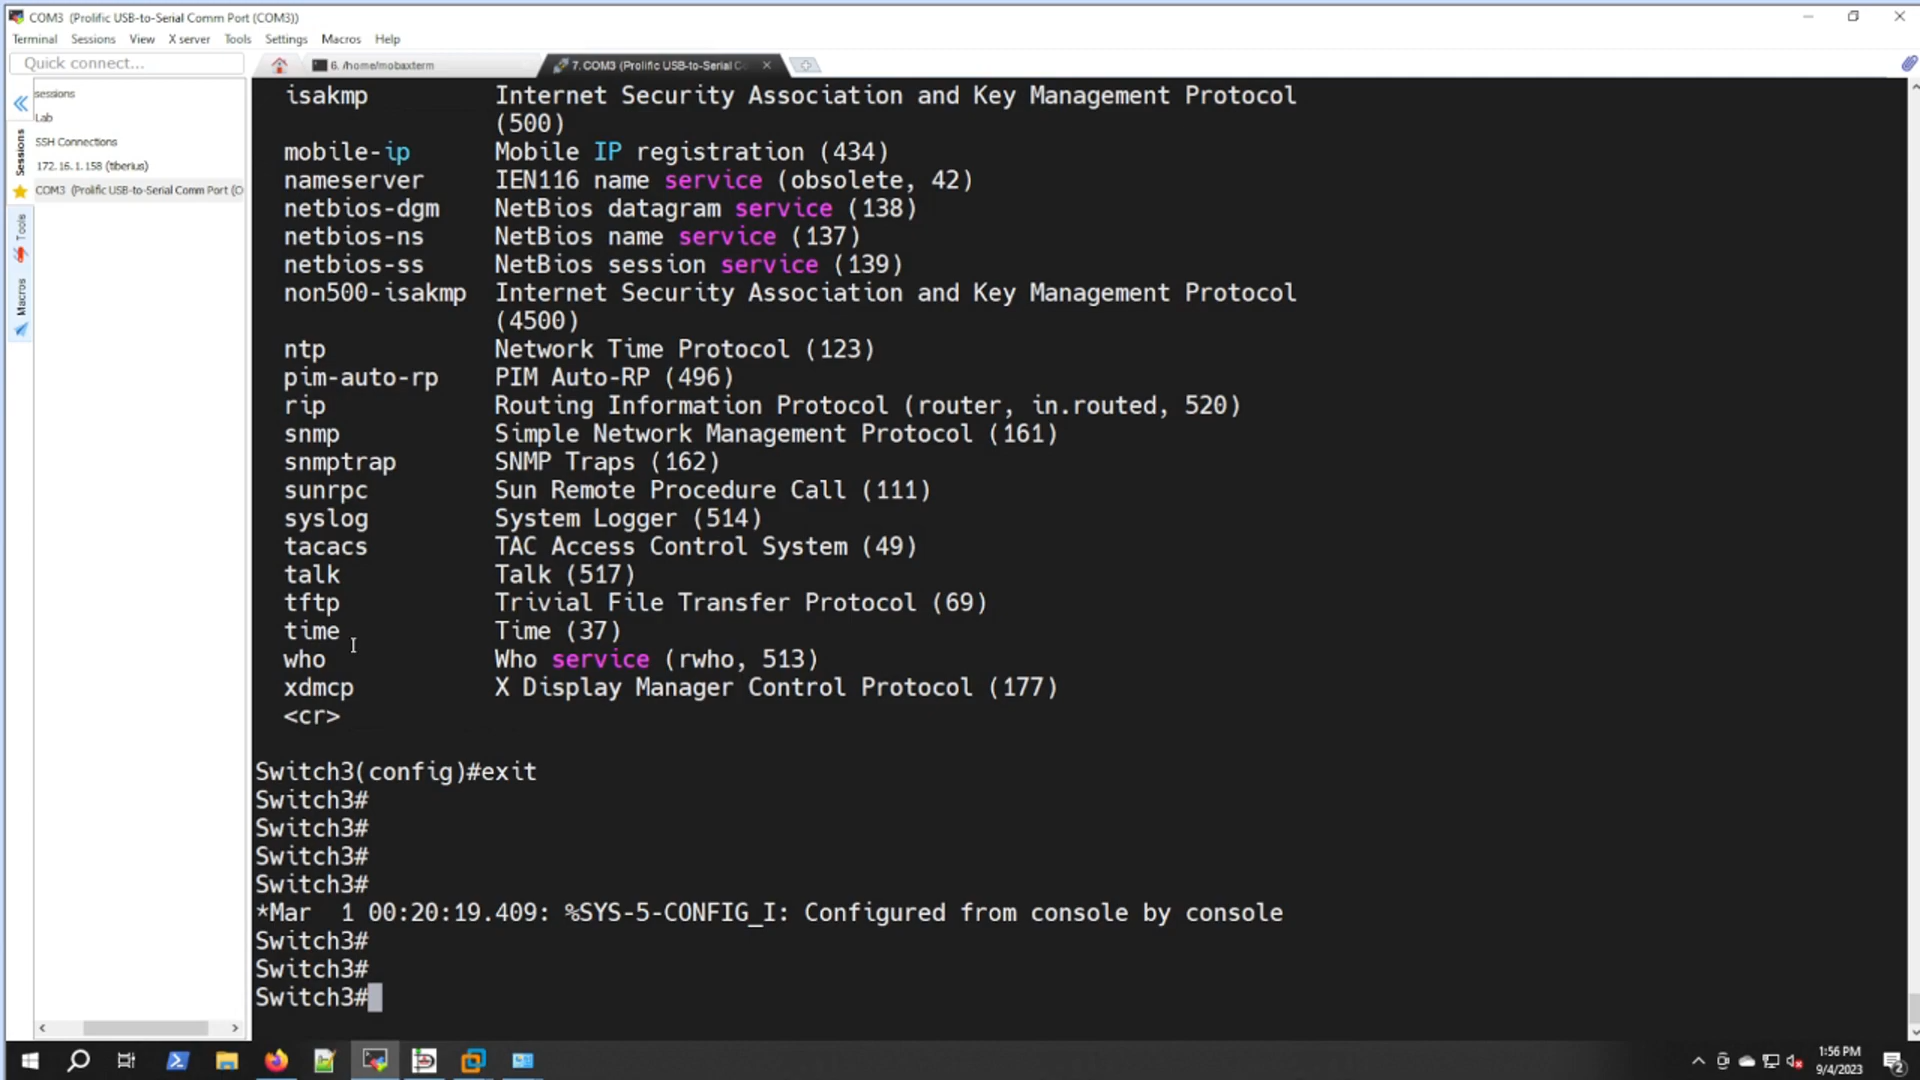 COM3 (Prolific USB-to-Serial Comm Port (COM3))
Terminal Sessions View X server Tools Settings Macros Help
Quick connect...
6. /home/mobaxterm
7. COM3 (Prolific USB-to-Serial C
sessions
Lab
SSH Connections
172.16.1.158 (tiberius)
COM3 (Prolific USB-to-Serial Comm Port (O
Sessions
Tools
Macros
isakmp Internet Security Association and Key Management Protocol
(500)
mobile-ip Mobile IP registration (434)
nameserver IEN116 name service (obsolete, 42)
netbios-dgm NetBios datagram service (138)
netbios-ns NetBios name service (137)
netbios-ss NetBios session service (139)
non500-isakmp Internet Security Association and Key Management Protocol
(4500)
ntp Network Time Protocol (123)
pim-auto-rp PIM Auto-RP (496)
rip Routing Information Protocol (router, in.routed, 520)
snmp Simple Network Management Protocol (161)
snmptrap SNMP Traps (162)
sunrpc Sun Remote Procedure Call (111)
syslog System Logger (514)
tacacs TAC Access Control System (49)
talk Talk (517)
tftp Trivial File Transfer Protocol (69)
time Time (37)
who Who service (rwho, 513)
xdmcp X Display Manager Control Protocol (177)
<cr>
Switch3(config)#exit
Switch3#
Switch3#
Switch3#
Switch3#
*Mar 1 00:20:19.409: %SYS-5-CONFIG_I: Configured from console by console
Switch3#
Switch3#
Switch3#
1:56 PM
9/4/2023
2